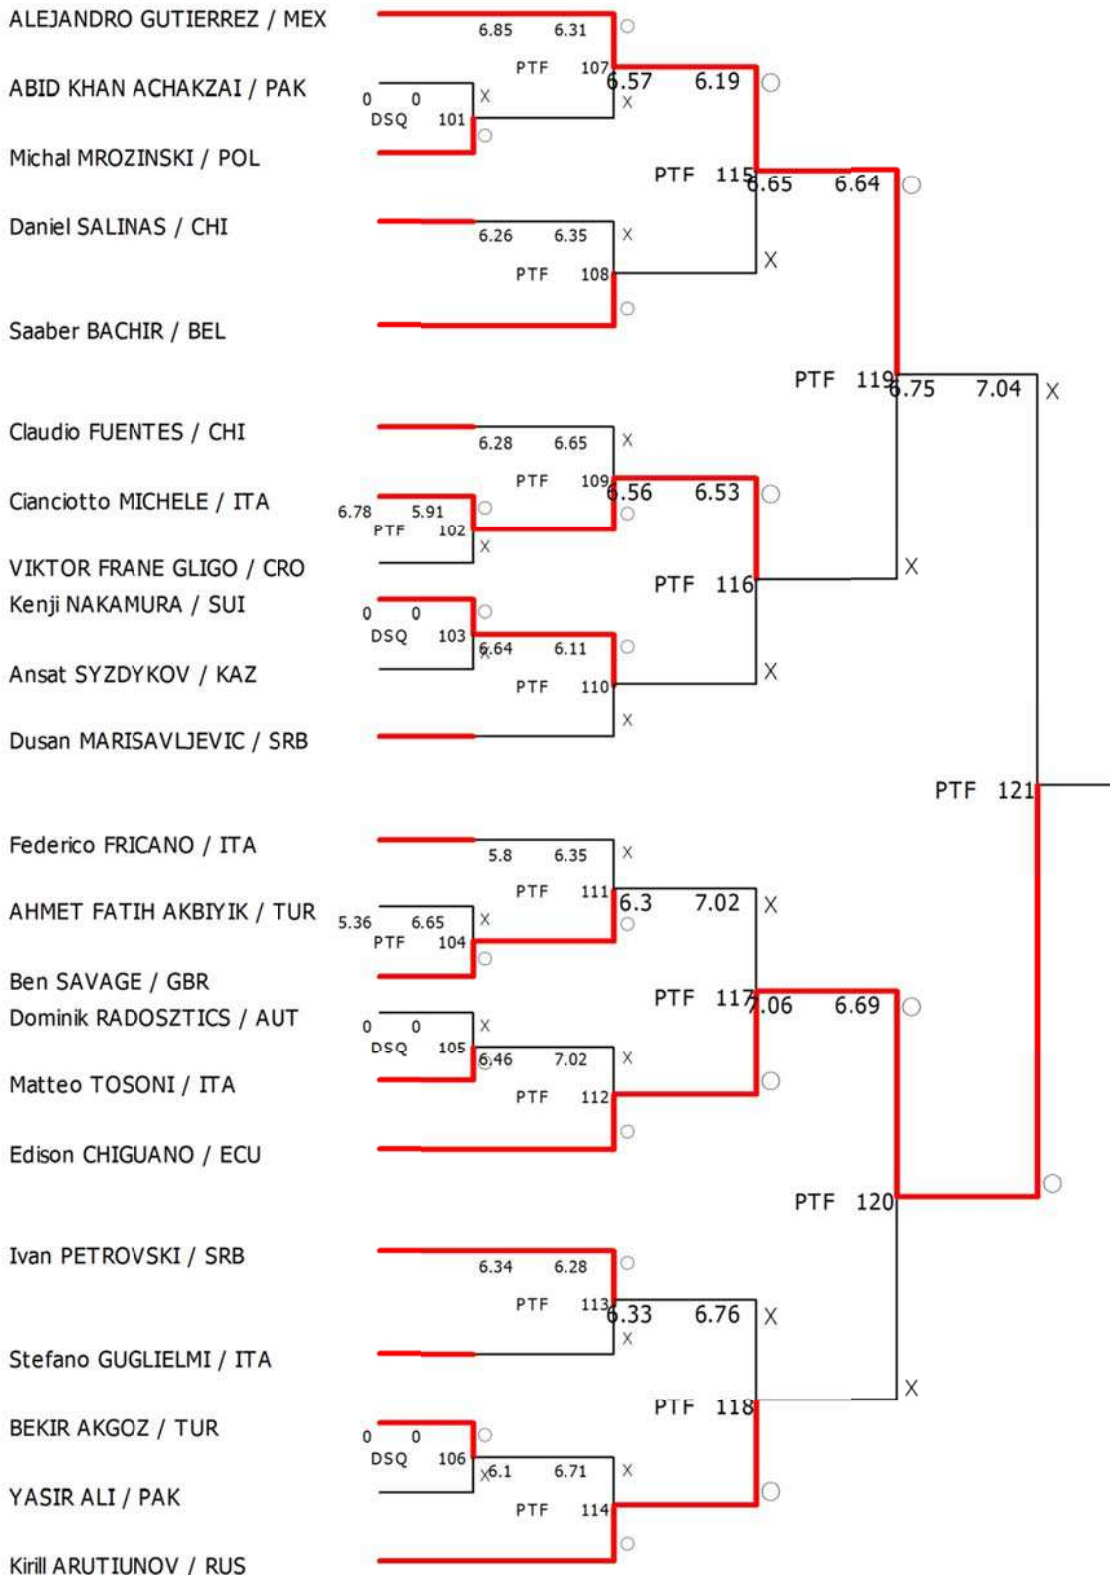 ALEJANDRO GUTIERREZ / MEX
6.85 6.31 O
PTF 107
6.57 6.19 O
ABID KHAN ACHAKZAI / PAK
0 0 X
X
DSQ 101
O
Michal MROZINSKI / POL
PTF 115
6.65 6.64 O
Daniel SALINAS / CHI
6.26 6.35 X
X
PTF 108
O
Saaber BACHIR / BEL
PTF 119
6.75 7.04 X
Claudio FUENTES / CHI
6.28 6.65 X
PTF 109
6.56 6.53 O
Cianciotto MICHELE / ITA
6.78 5.91 O
O
PTF 102
X
VIKTOR FRANE GLIGO / CRO
X
PTF 116
Kenji NAKAMURA / SUI
0 0 O
DSQ 103
X
6.64 6.11 O
Ansat SYZDYKOV / KAZ
X
PTF 110
X
Dusan MARISAVLJEVIC / SRB
PTF 121
Federico FRICANO / ITA
5.8 6.35 X
PTF 111
6.3 7.02 X
AHMET FATIH AKBIYIK / TUR
5.36 6.65 X
O
PTF 104
O
Ben SAVAGE / GBR
PTF 117
7.06 6.69 O
Dominik RADOSZTICS / AUT
0 0 X
DSQ 105
O
6.46 7.02 X
Matteo TOSONI / ITA
O
PTF 112
O
Edison CHIGUANO / ECU
O
PTF 120
Ivan PETROVSKI / SRB
6.34 6.28 O
PTF 113
6.33 6.76 X
X
Stefano GUGLIELMI / ITA
X
PTF 118
BEKIR AKGOZ / TUR
0 0 O
DSQ 106
X
6.1 6.71 X
YASIR ALI / PAK
O
PTF 114
O
Kirill ARUTIUNOV / RUS